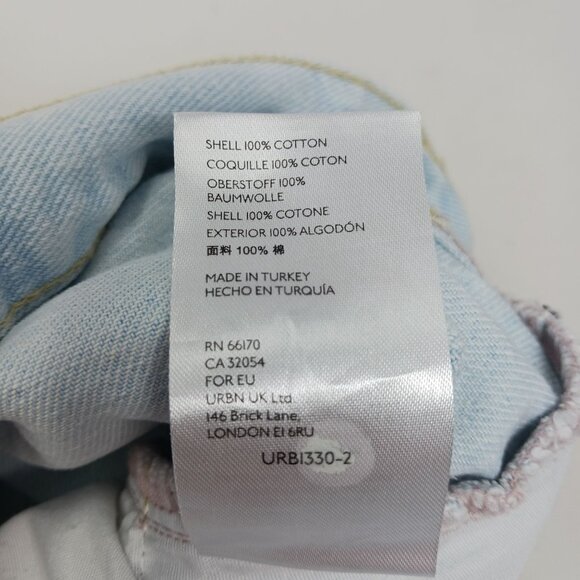 SHELL 100% COTTON
COQUILLE 100% COTON
OBERSTOFF 100%
BAUMWOLLE
SHELL 100% COTONE
EXTERIOR 100% ALGODÓN
面料 100% 棉
MADE IN TURKEY
HECHO EN TURQUÍA
RN 66170
CA 32054
FOR EU
URBN UK Ltd
146 Brick Lane,
LONDON E1 6RU
URB1330-2